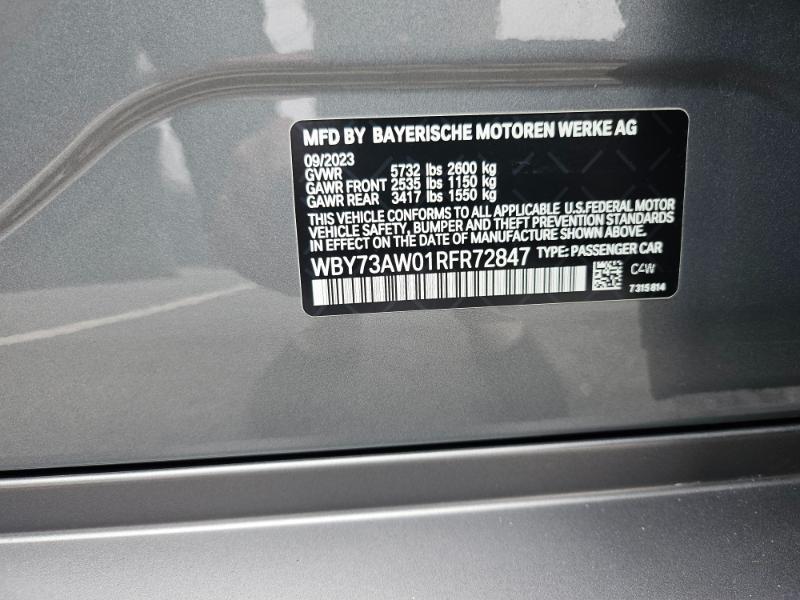 MFD BY BAYERISCHE MOTOREN WERKE AG
09/2023
GVWR 5732 lbs 2600 kg
GAWR FRONT 2535 lbs 1150 kg
GAWR REAR 3417 lbs 1550 kg
THIS VEHICLE CONFORMS TO ALL APPLICABLE U.S.FEDERAL MOTOR
VEHICLE SAFETY, BUMPER AND THEFT PREVENTION STANDARDS
IN EFFECT ON THE DATE OF MANUFACTURE SHOWN ABOVE.
WBY73AW01RFR72847 TYPE: PASSENGER CAR
C4W
7315814